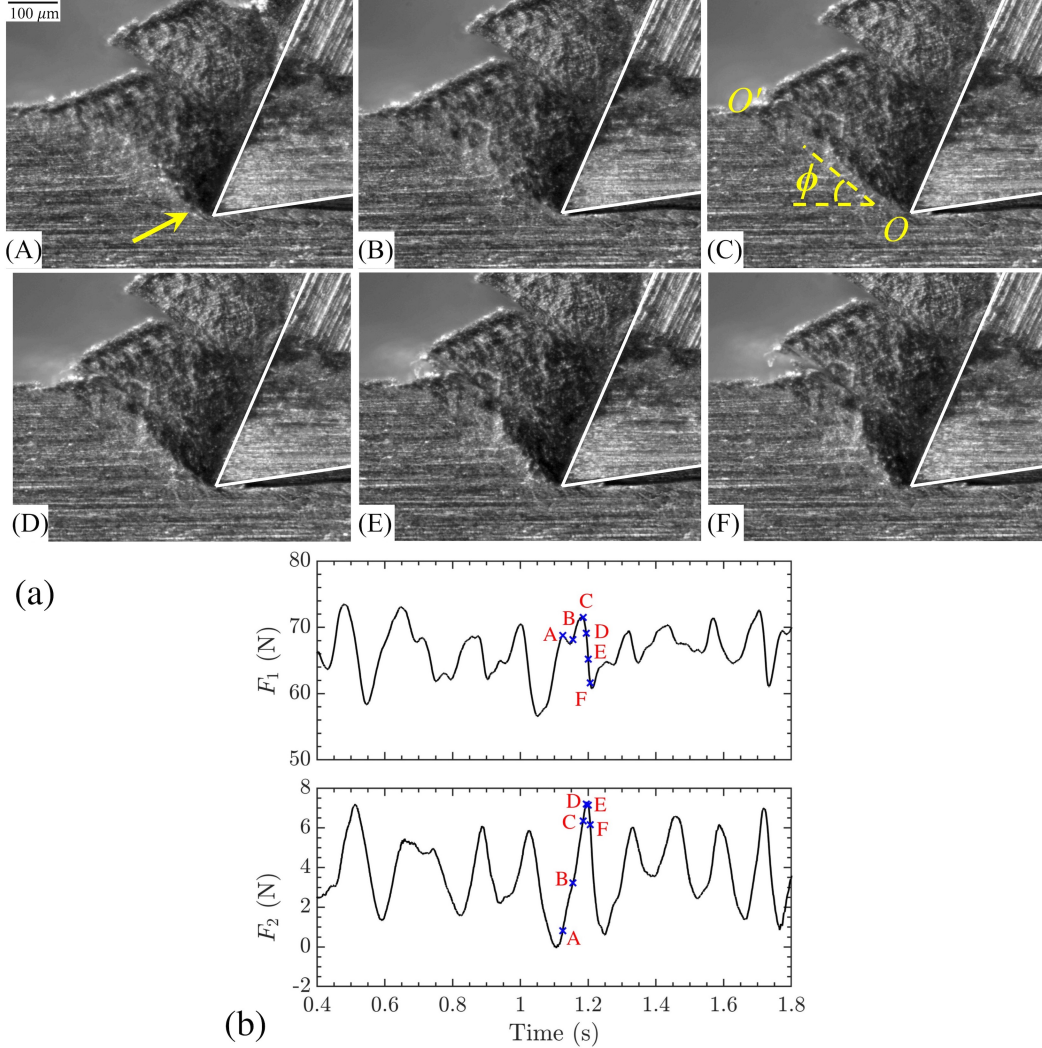 100 μm
O'
ϕ
O
(A)
(B)
(C)
(D)
(E)
(F)
(a)
80
70
60
50
F₁ (N)
A
B
C
D
E
F
8
6
4
2
0
-2
F₂ (N)
D
E
C
F
B
A
0.4
0.6
0.8
1
1.2
1.4
1.6
1.8
Time (s)
(b)